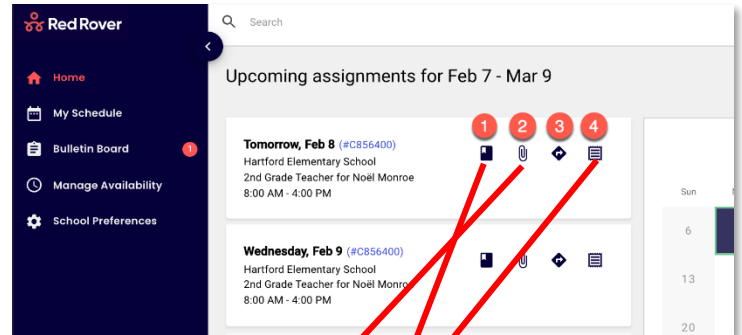 Red Rover
Search
Home
My Schedule
Bulletin Board 1
Manage Availability
School Preferences
Upcoming assignments for Feb 7 - Mar 9
1 2 3 4
Tomorrow, Feb 8 (#C856400)
Hartford Elementary School
2nd Grade Teacher for Noël Monroe
8:00 AM - 4:00 PM
Wednesday, Feb 9 (#C856400)
Hartford Elementary School
2nd Grade Teacher for Noël Monroe
8:00 AM - 4:00 PM
Sun
6
13
20